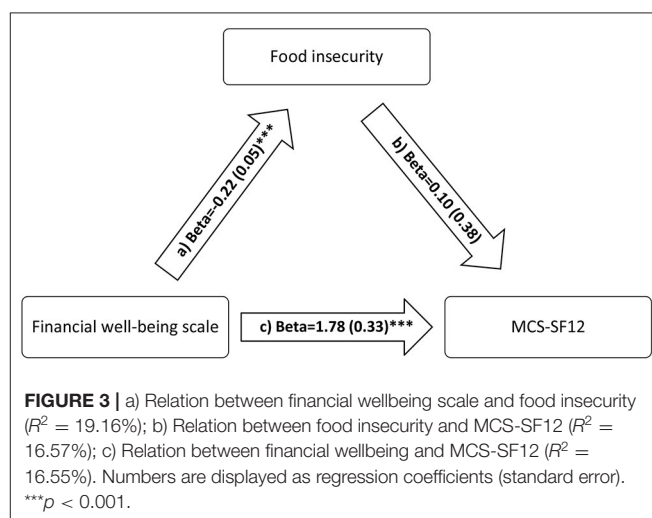 Food insecurity
a) Beta=-0.22 (0.05)***
b) Beta=0.10 (0.38)
Financial well-being scale
c) Beta=1.78 (0.33)***
MCS-SF12
FIGURE 3 | a) Relation between financial wellbeing scale and food insecurity
(R² = 19.16%); b) Relation between food insecurity and MCS-SF12 (R² =
16.57%); c) Relation between financial wellbeing and MCS-SF12 (R² =
16.55%). Numbers are displayed as regression coefficients (standard error).
***p < 0.001.